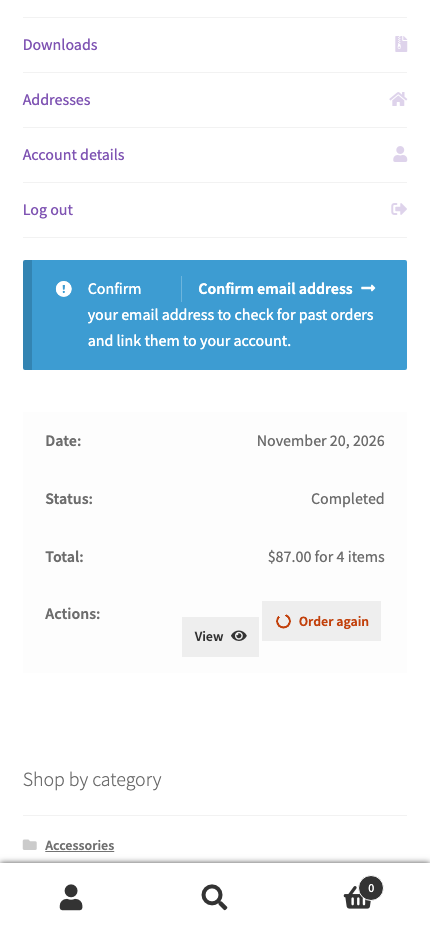 Downloads
Addresses
Account details
Log out
Confirm Confirm email address →
your email address to check for past orders
and link them to your account.
Date: November 20, 2026
Status: Completed
Total: $87.00 for 4 items
Actions: View Order again
Shop by category
Accessories
0